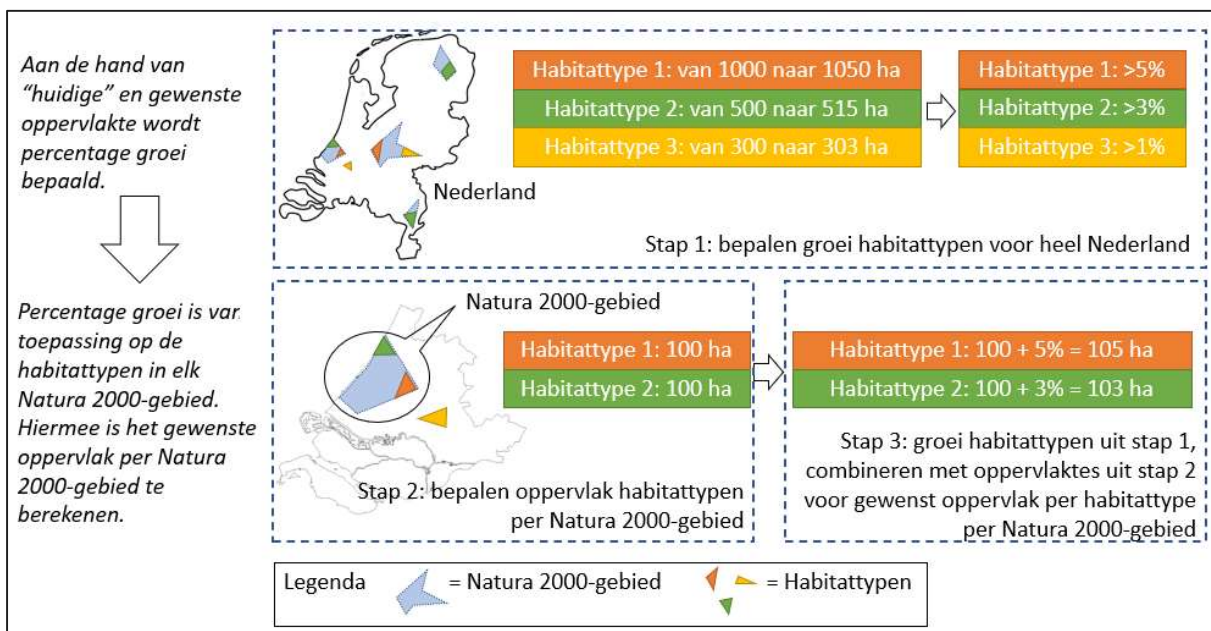 Aan de hand van
“huidige” en gewenste
oppervlakte wordt
percentage groei
bepaald.
Percentage groei is van
toepassing op de
habitattypen in elk
Natura 2000-gebied.
Hiermee is het gewenste
oppervlak per Natura
2000-gebied te
berekenen.
Nederland
Habitattype 1: van 1000 naar 1050 ha
Habitattype 2: van 500 naar 515 ha
Habitattype 3: van 300 naar 303 ha
Habitattype 1: >5%
Habitattype 2: >3%
Habitattype 3: >1%
Stap 1: bepalen groei habitattypen voor heel Nederland
Natura 2000-gebied
Habitattype 1: 100 ha
Habitattype 2: 100 ha
Stap 2: bepalen oppervlak habitattypen
per Natura 2000-gebied
Habitattype 1: 100 + 5% = 105 ha
Habitattype 2: 100 + 3% = 103 ha
Stap 3: groei habitattypen uit stap 1,
combineren met oppervlaktes uit stap 2
voor gewenst oppervlak per habitattype
per Natura 2000-gebied
Legenda
= Natura 2000-gebied
= Habitattypen